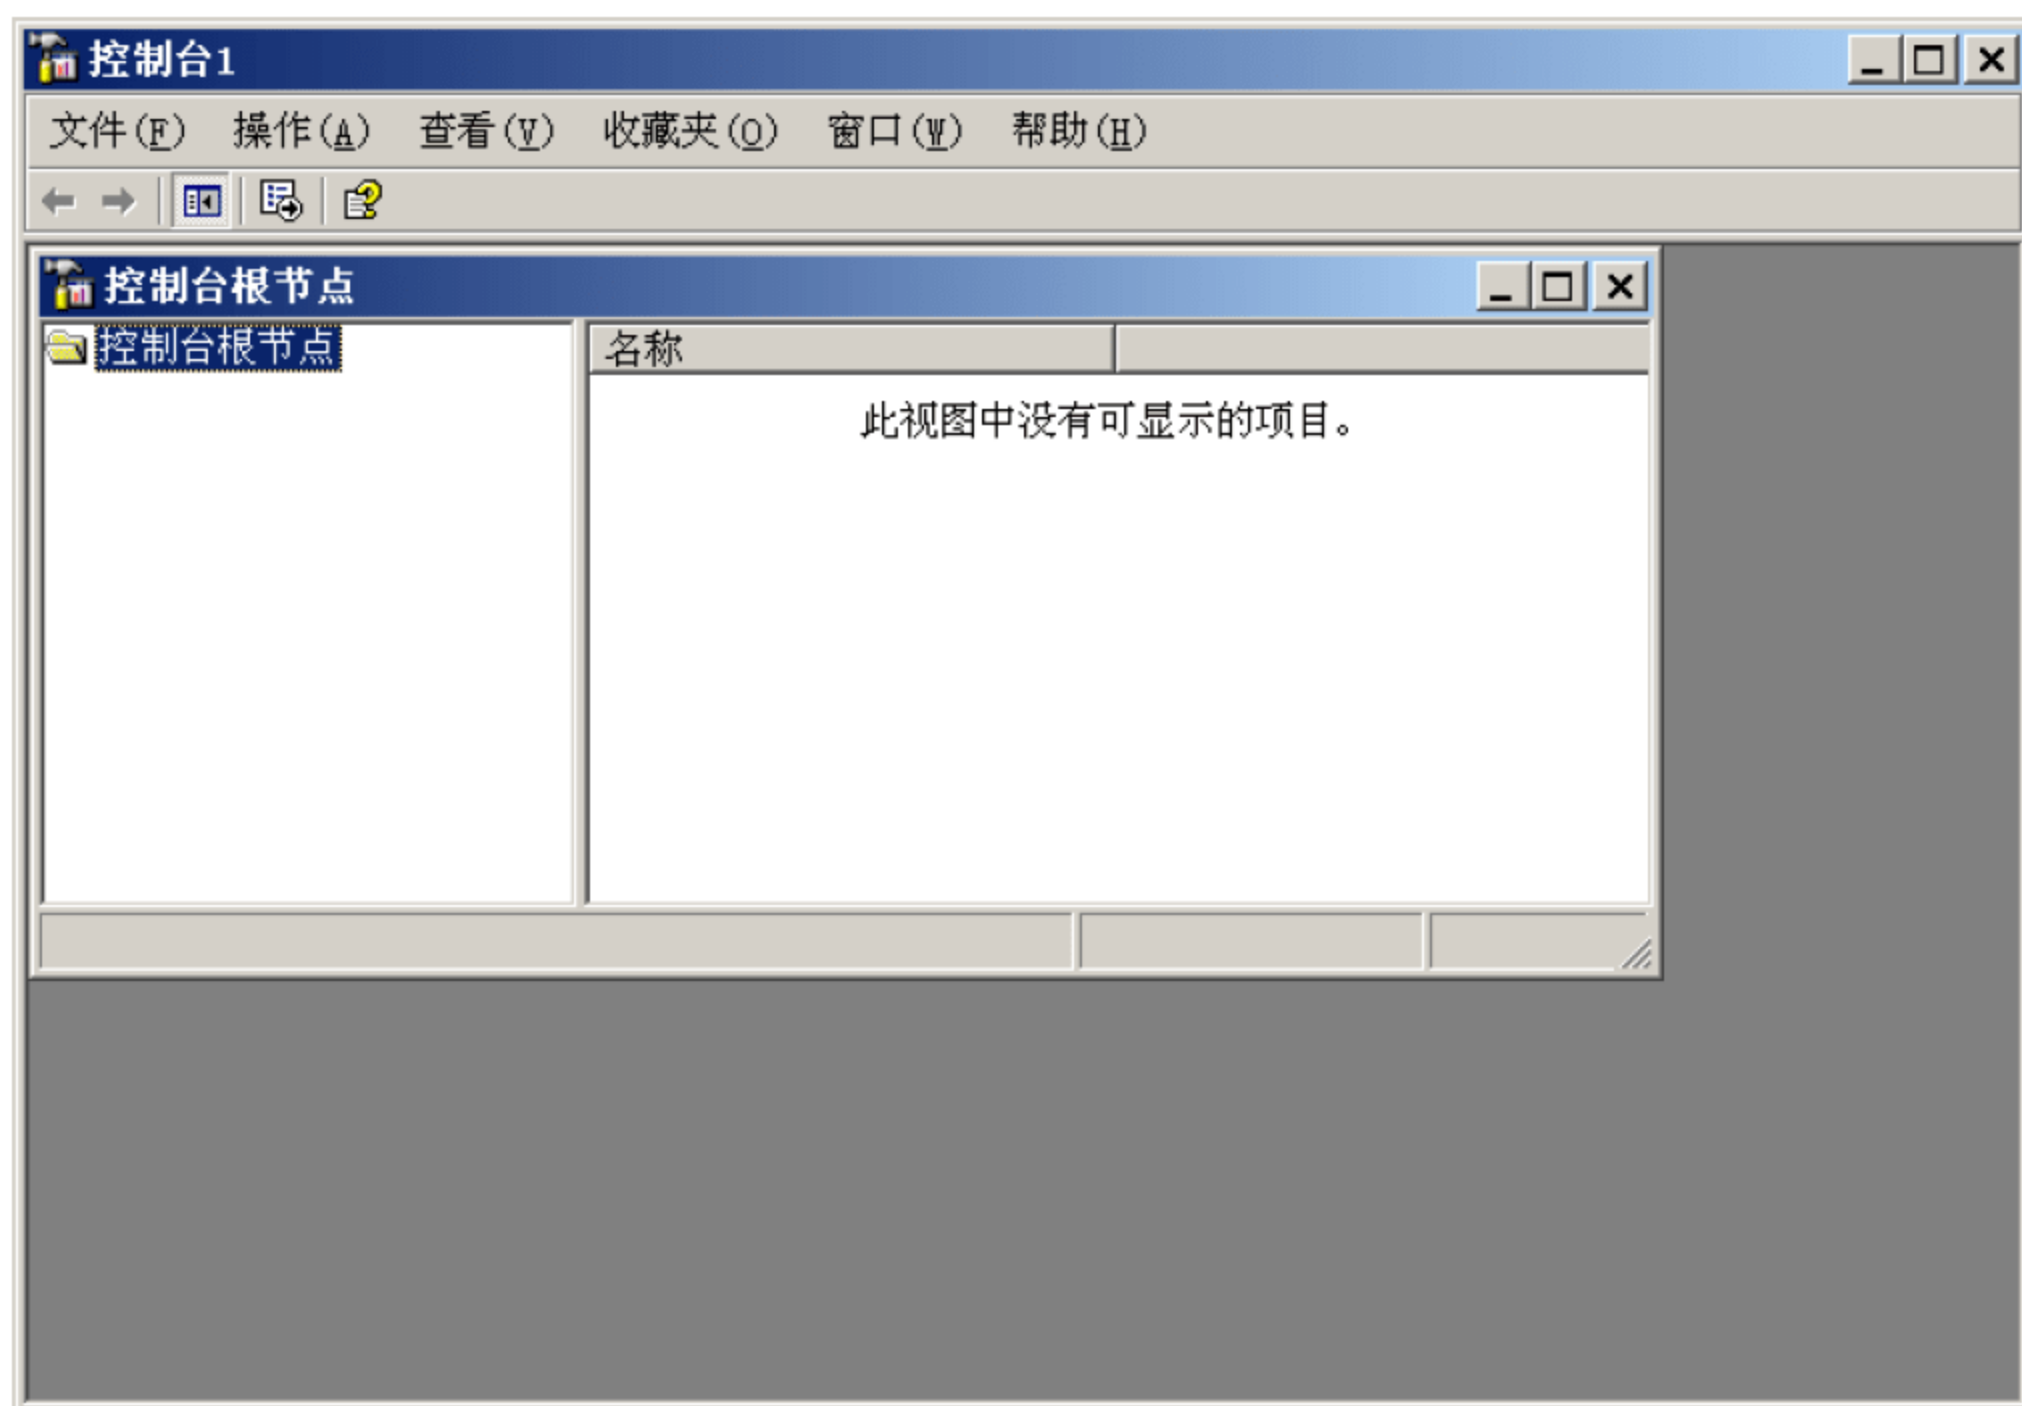 控制台1
文件(F) 操作(A) 查看(V) 收藏夹(O) 窗口(W) 帮助(H)
控制台根节点
控制台根节点
名称
此视图中没有可显示的项目。